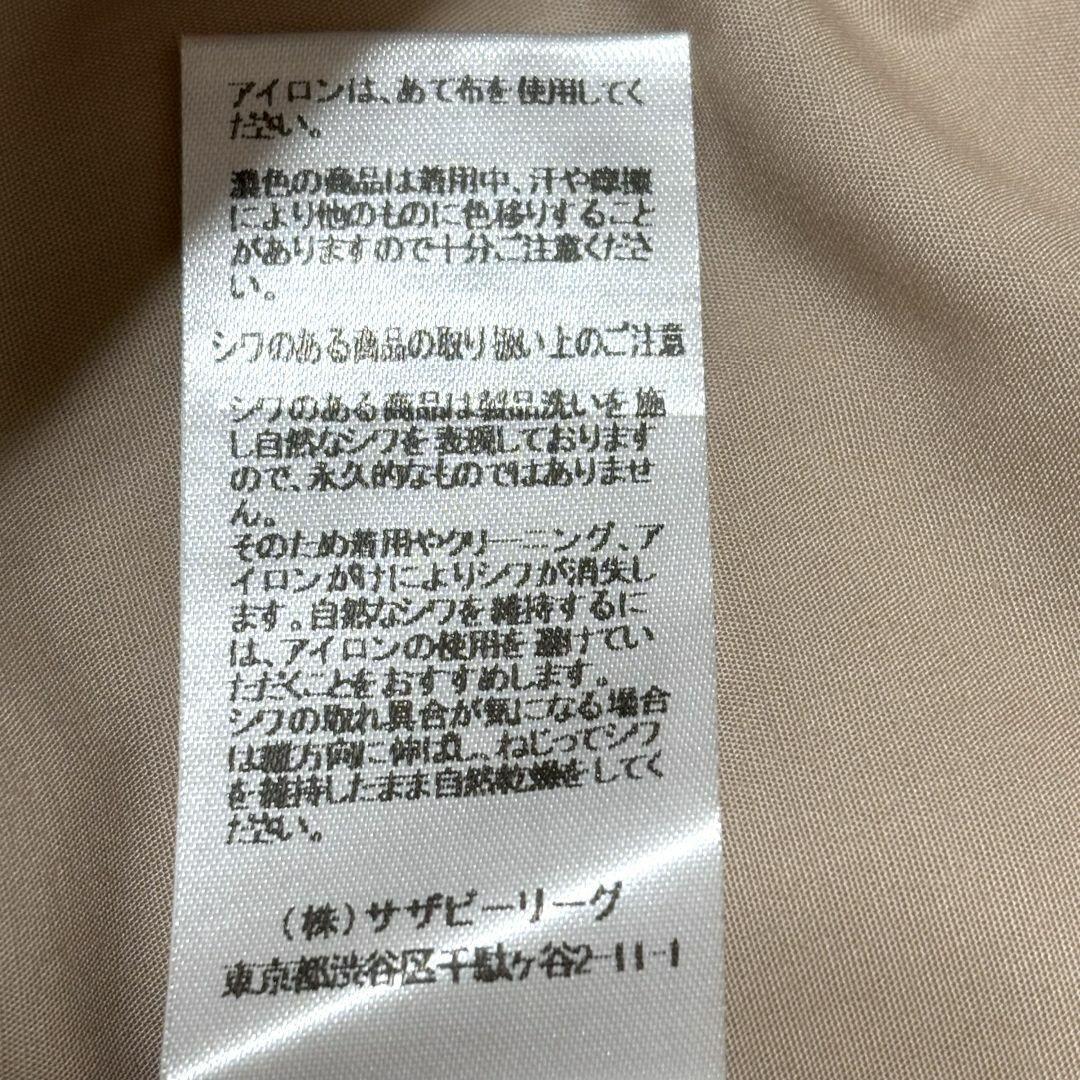 アイロンは、あて布を使用してく
ださい。
濃色の商品は着用中、汗や摩擦
により他のものに色移りすること
がありますので十分、ご注意くださ
い。
シワのある商品の取り扱い上のご注意
シワのある商品は製品洗いを施
し自然なシワを表現しております
ので、永久的なものではありませ
ん。
そのため着用やクリーニング、ア
イロンがけによりシワが消失し
ます。自然なシワを維持するに
は、アイロンの使用を避けてい
ただくことをおすすめします。
シワの取れ具合が気になる場合
は縦方向に伸ばし、ねじってシワ
を維持したまま自然乾燥をしてく
ださい。
(株)サザビーリーグ
東京都渋谷区千駄ヶ谷2-11-1